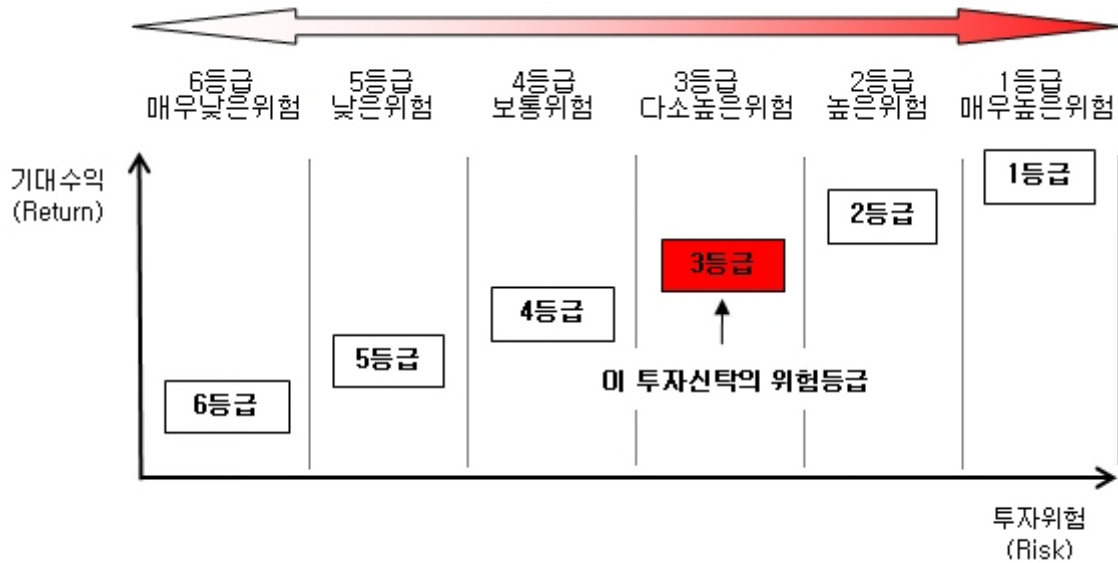 6등급
매우낮은위험
5등급
낮은위험
4등급
보통위험
3등급
다소높은위험
2등급
높은위험
1등급
매우높은위험
기대수익
(Return)
1등급
2등급
3등급
4등급
5등급
이 투자신탁의 위험등급
6등급
투자위험
(Risk)